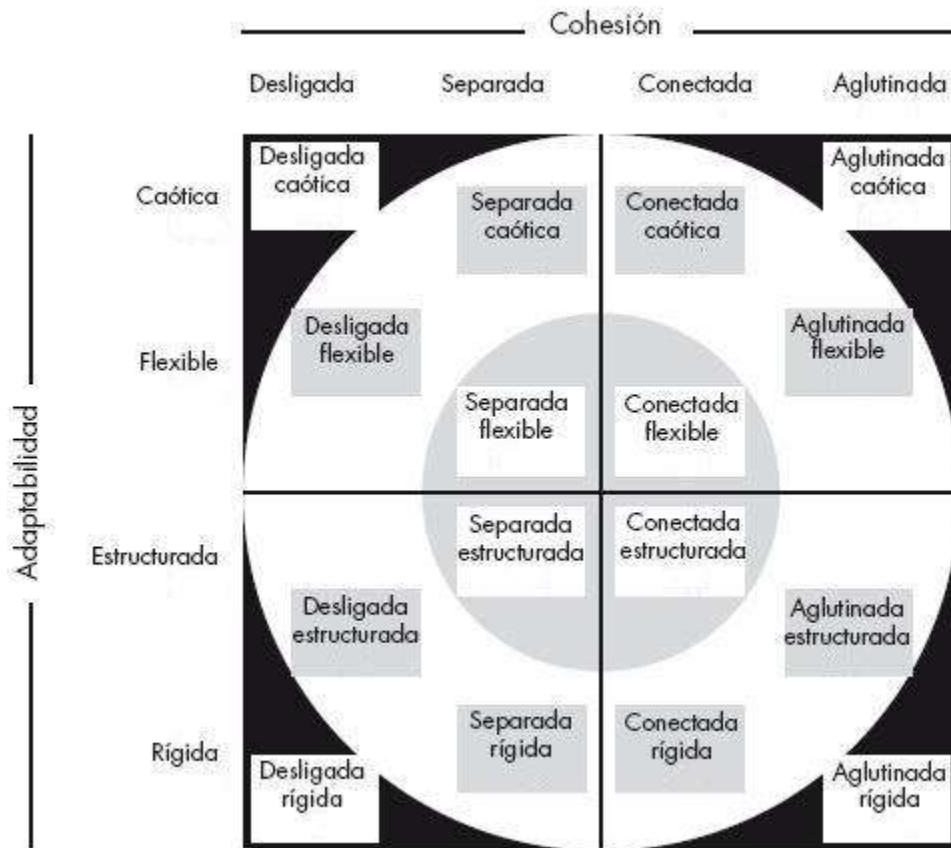 Cohesión
Desligada Separada Conectada Aglutinada
Adaptabilidad
Caótica
Flexible
Estructurada
Rígida
Desligada
caótica
Separada
caótica
Conectada
caótica
Aglutinada
caótica
Desligada
flexible
Separada
flexible
Conectada
flexible
Aglutinada
flexible
Separada
estructurada
Conectada
estructurada
Desligada
estructurada
Aglutinada
estructurada
Separada
rígida
Conectada
rígida
Desligada
rígida
Aglutinada
rígida